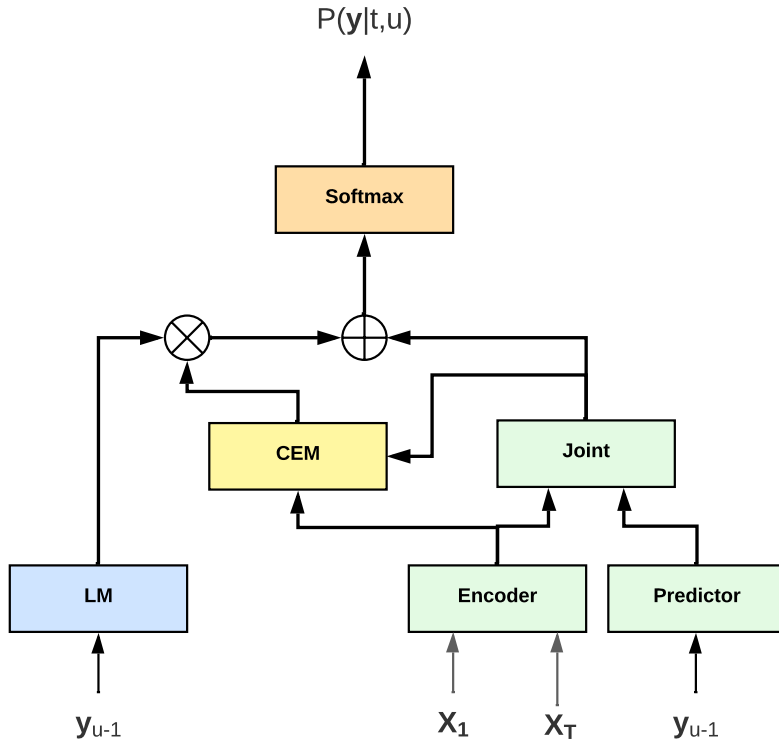 P(y|t,u)
Softmax
CEM
Joint
LM
Encoder
Predictor
yu-1
X1
XT
yu-1